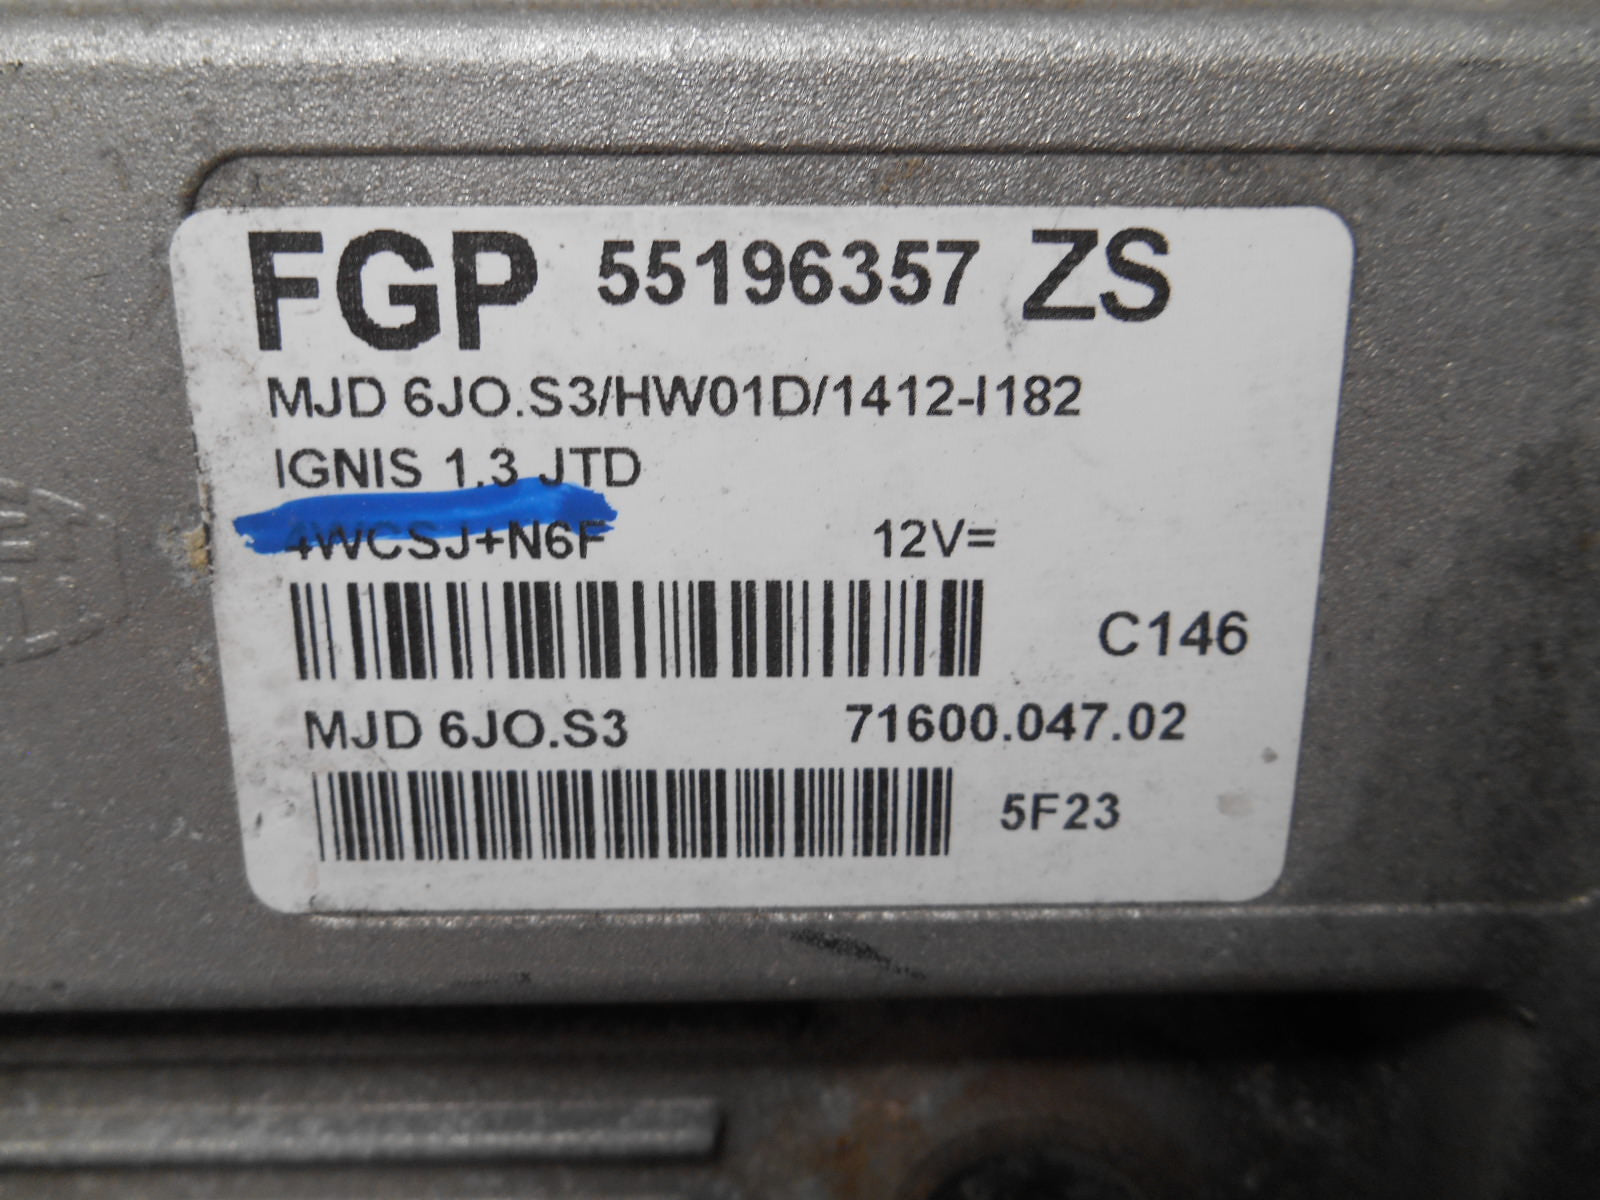 FGP 55196357 ZS
MJD 6JO.S3/HW01D/1412-I182
IGNIS 1.3 JTD
4WCSJ+N6F 12V=
C146
MJD 6JO.S3 71600.047.02
5F23